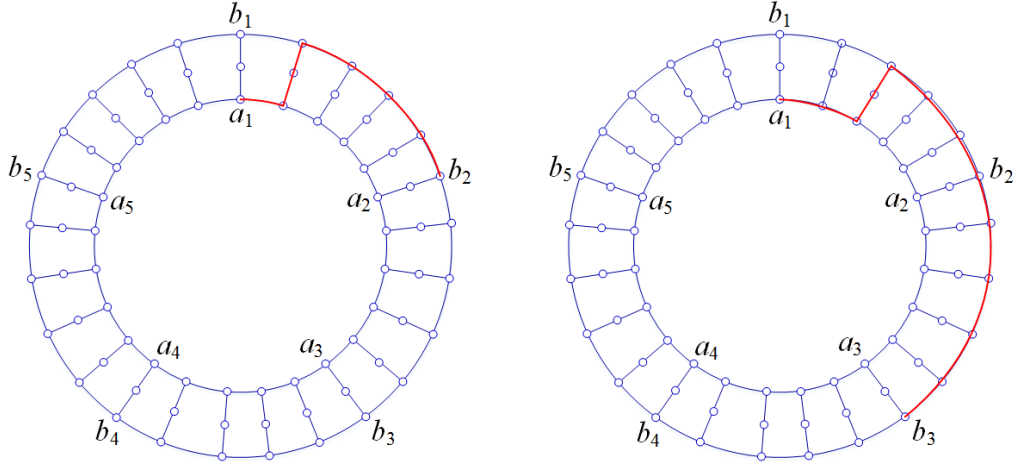 b₁
a₁
b₂
a₂
b₅
a₅
a₄
a₃
b₄
b₃
b₁
a₁
b₂
a₂
b₅
a₅
a₄
a₃
b₄
b₃